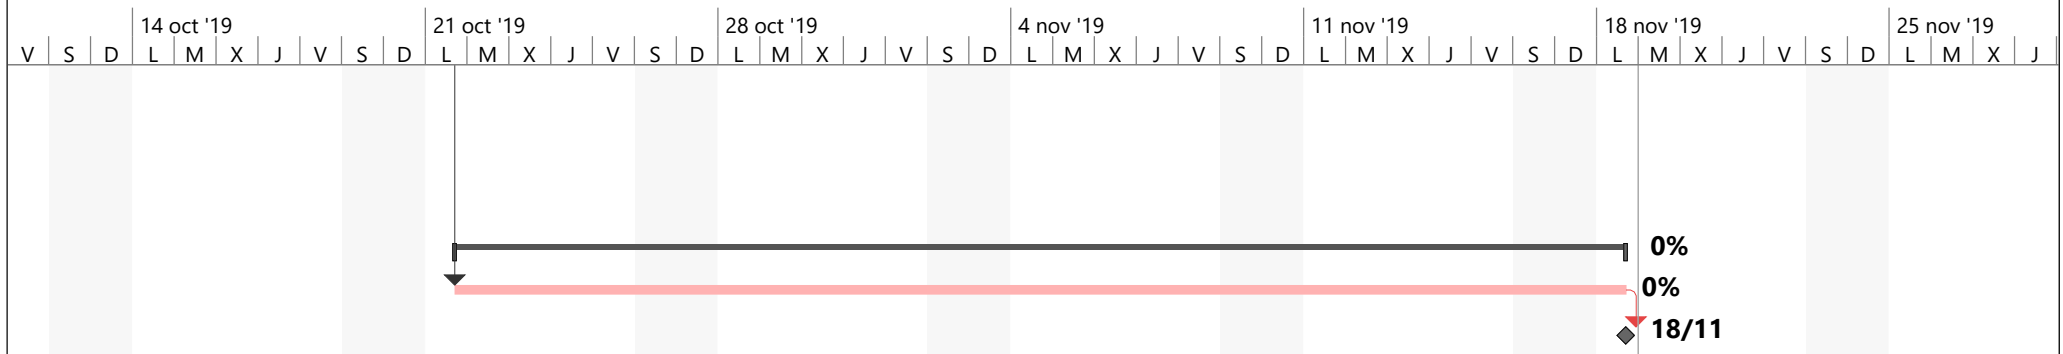 14 oct '19 21 oct '19 28 oct '19 4 nov '19 11 nov '19 18 nov '19 25 nov '19
V S D L M X J V S D L M X J V S D L M X J V S D L M X J V S D L M X J V S D L M X J V S D L M X J
0%
0%
18/11